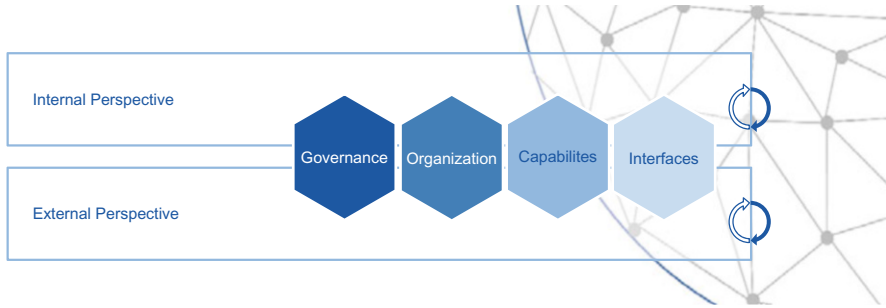 Internal Perspective
Governance
Organization
Capabilites
Interfaces
External Perspective